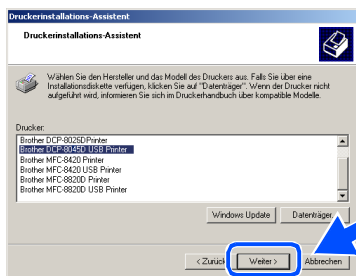 Druckerinstallations-Assistent
Druckerinstallations-Assistent
Wählen Sie den Hersteller und das Modell des Druckers aus. Falls Sie über eine
Installationsdiskette verfügen, klicken Sie auf "Datenträger". Wenn der Drucker nicht
aufgeführt wird, informieren Sie sich im Druckerhandbuch über kompatible Modelle.
Drucker:
Brother DCP-8025DPrinter
Brother DCP-8045D USB Printer
Brother MFC-8420 Printer
Brother MFC-8420 USB Printer
Brother MFC-8820D Printer
Brother MFC-8820D USB Printer
Windows Update Datenträger...
< Zurück Weiter > Abbrechen